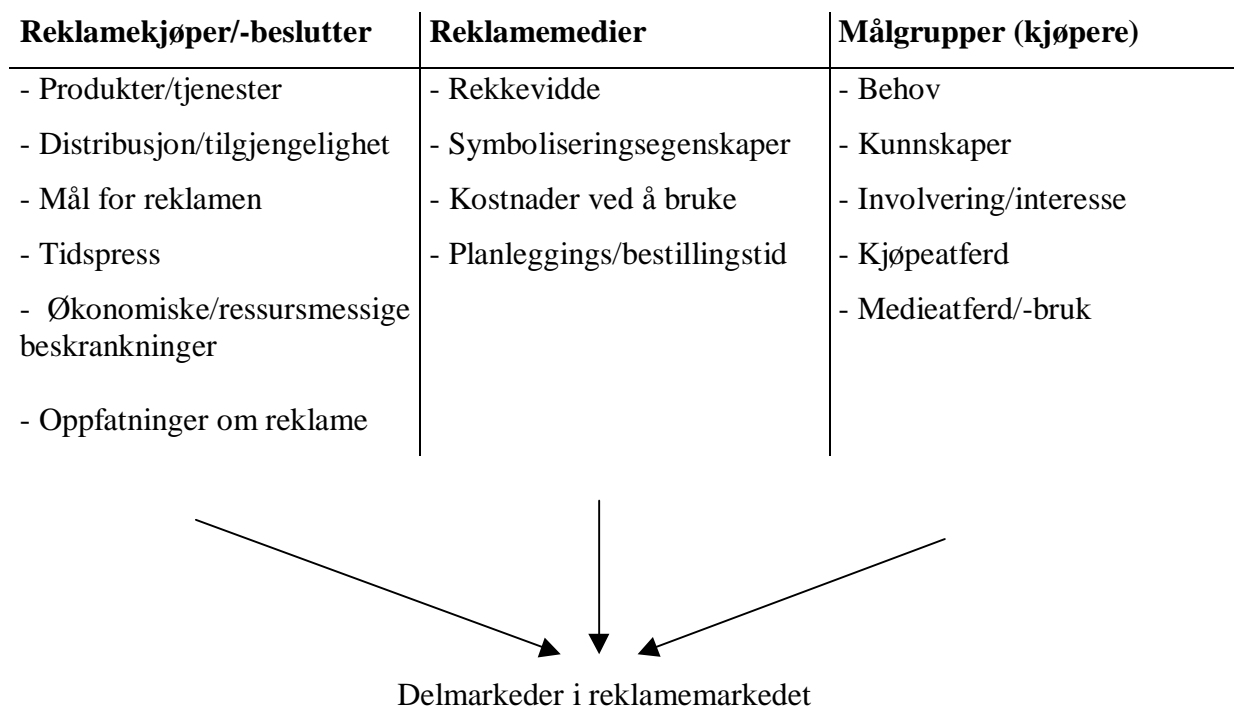 Reklamekjøper/-beslutter
- Produkter/tjenester
- Distribusjon/tilgjengelighet
- Mål for reklamen
- Tidspress
- Økonomiske/ressursmessige
beskrankninger
- Oppfatninger om reklame
Reklamemedier
- Rekkevidde
- Symboliseringsegenskaper
- Kostnader ved å bruke
- Planleggings/bestillingstid
Målgrupper (kjøpere)
- Behov
- Kunnskaper
- Involvering/interesse
- Kjøpeatferd
- Medieatferd/-bruk
Delmarkeder i reklamemarkedet